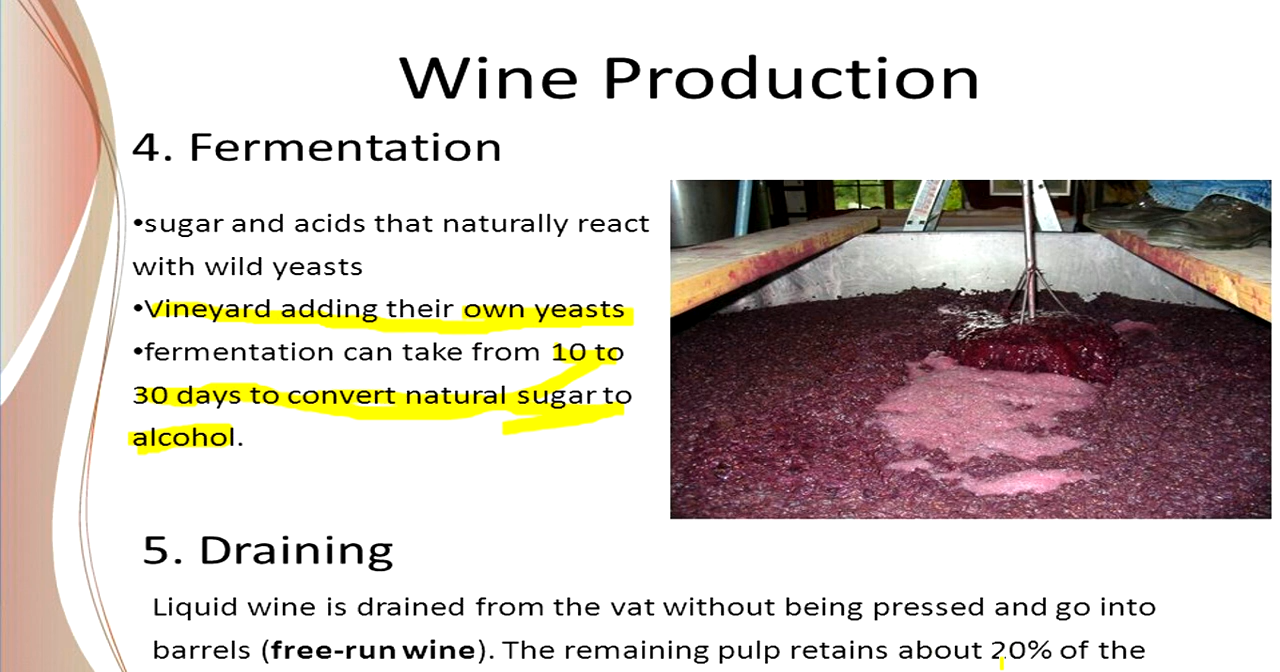 Wine Production
4. Fermentation
•sugar and acids that naturally react
with wild yeasts
•Vineyard adding their own yeasts
•fermentation can take from 10 to
30 days to convert natural sugar to
alcohol.
5. Draining
Liquid wine is drained from the vat without being pressed and go into
barrels (free-run wine). The remaining pulp retains about 20% of the